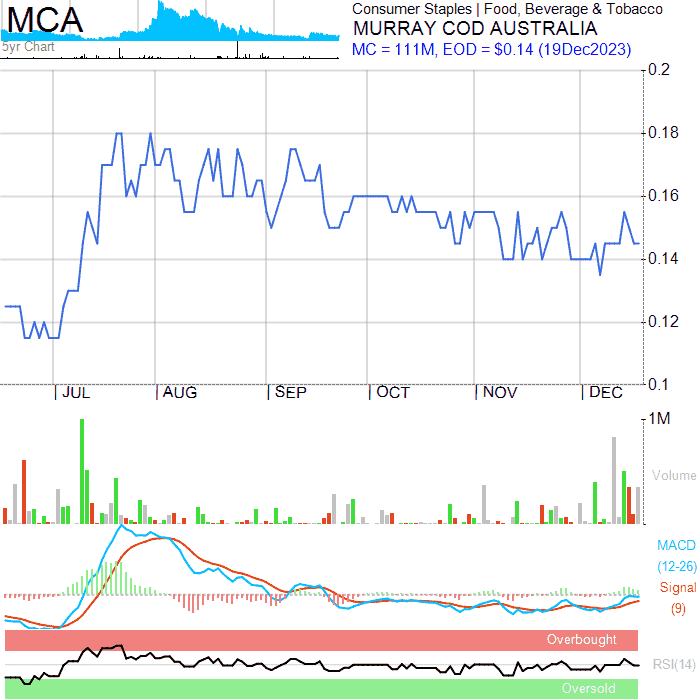 MCA
5yr Chart
Consumer Staples | Food, Beverage & Tobacco
MURRAY COD AUSTRALIA
MC = 111M, EOD = $0.14 (19Dec2023)
0.2
0.18
0.16
0.14
0.12
0.1
JUL AUG SEP OCT NOV DEC
1M
Volume
MACD
(12-26)
Signal
(9)
Overbought
RSI(14)
Oversold